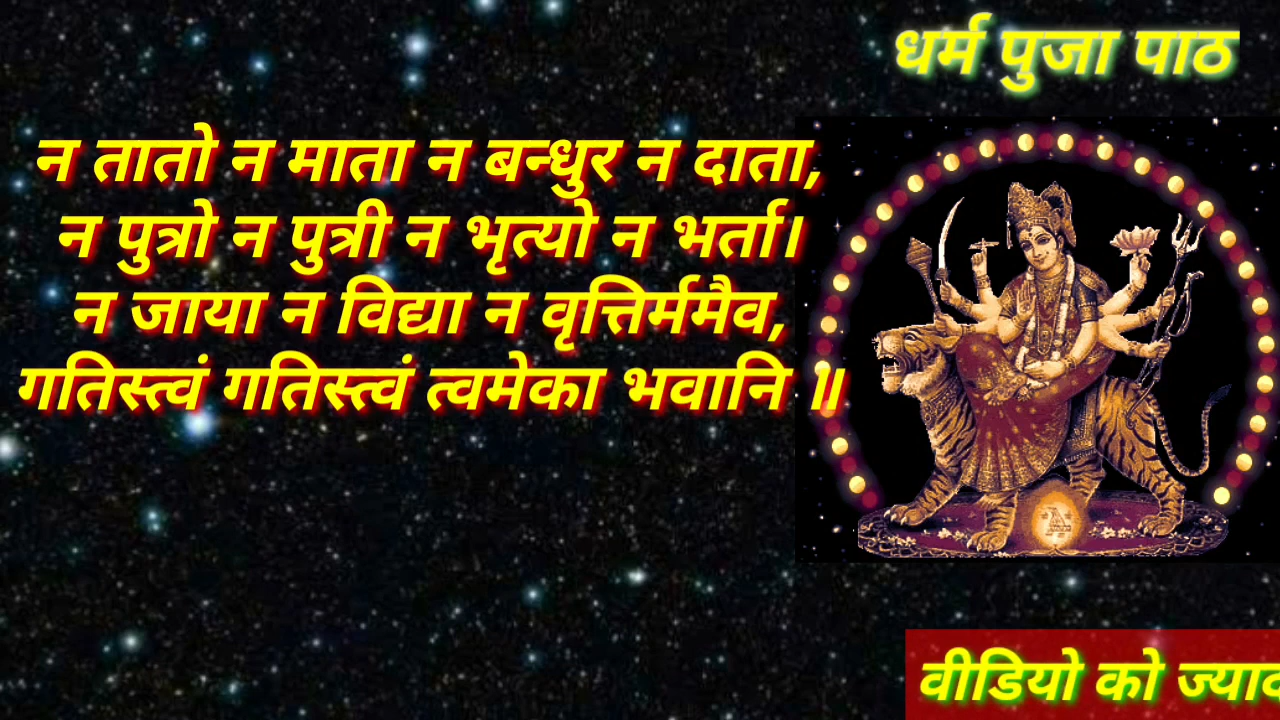 धर्म पुजा पाठ
न तातो न माता न बन्धुर न दाता,
न पुत्रो न पुत्री न भृत्यो न भर्ता।
न जाया न विद्या न वृत्तिर्ममैव,
गतिस्त्वं गतिस्त्वं त्वमेका भवानि ॥
वीडियो को